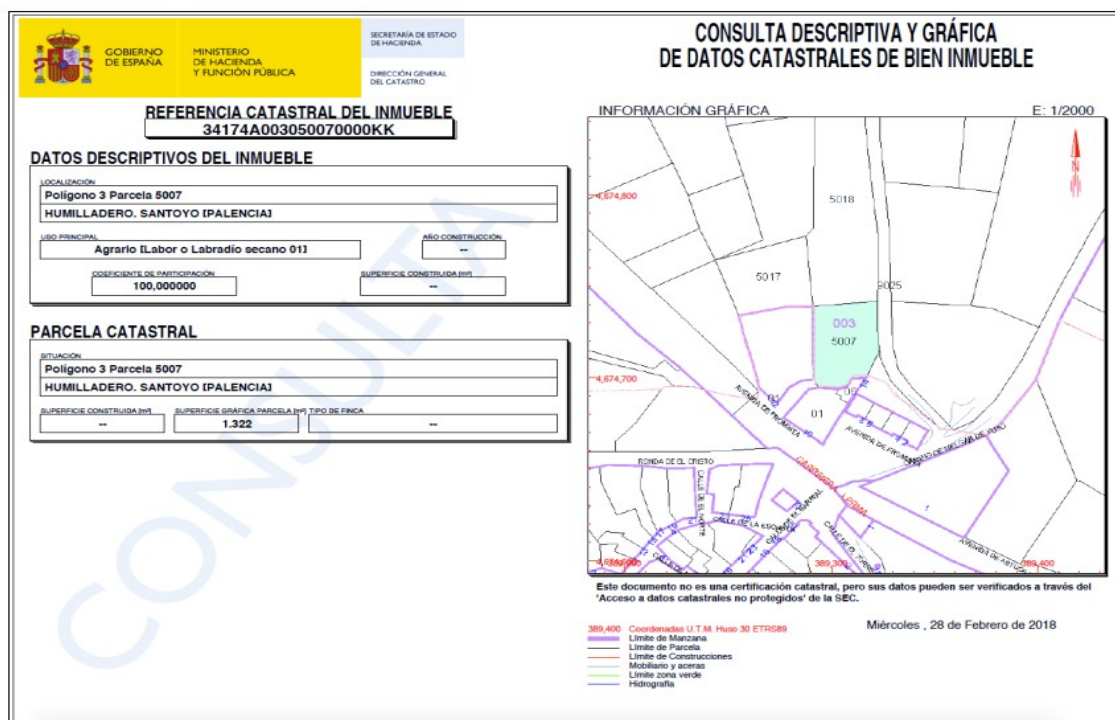 GOBIERNO
DE ESPAÑA
MINISTERIO
DE HACIENDA
Y FUNCIÓN PÚBLICA
SECRETARÍA DE ESTADO
DE HACIENDA
DIRECCIÓN GENERAL
DEL CATASTRO
CONSULTA DESCRIPTIVA Y GRÁFICA
DE DATOS CATASTRALES DE BIEN INMUEBLE
REFERENCIA CATASTRAL DEL INMUEBLE
34174A003050070000KK
DATOS DESCRIPTIVOS DEL INMUEBLE
LOCALIZACIÓN
Polígono 3 Parcela 5007
HUMILLADERO. SANTOYO [PALENCIA]
USO PRINCIPAL
Agrario [Labor o Labradío secano 01]
AÑO CONSTRUCCIÓN
--
COEFICIENTE DE PARTICIPACIÓN
100,000000
SUPERFICIE CONSTRUIDA [m²]
--
PARCELA CATASTRAL
SITUACIÓN
Polígono 3 Parcela 5007
HUMILLADERO. SANTOYO [PALENCIA]
SUPERFICIE CONSTRUIDA [m²]
--
SUPERFICIE GRÁFICA PARCELA [m²]
1.322
TIPO DE FINCA
--
CONSULTA
INFORMACIÓN GRÁFICA
E: 1/2000
N
4,674,800
5018
5017
9025
003
5007
4,674,700
01
AVENIDA DE FROMISTA
AVENIDA DE FROMISTA
RONDA DE EL CRISTO
CALLE DE EL NORTE
CALLE DE LA ESGUEVA
389,300
389,400
Este documento no es una certificación catastral, pero sus datos pueden ser verificados a través del
'Acceso a datos catastrales no protegidos' de la SEC.
389,400 Coordenadas U.T.M. Huso 30 ETRS89
Límite de Manzana
Límite de Parcela
Límite de Construcciones
Mobiliario y aceras
Límite zona verde
Hidrografía
Miércoles , 28 de Febrero de 2018